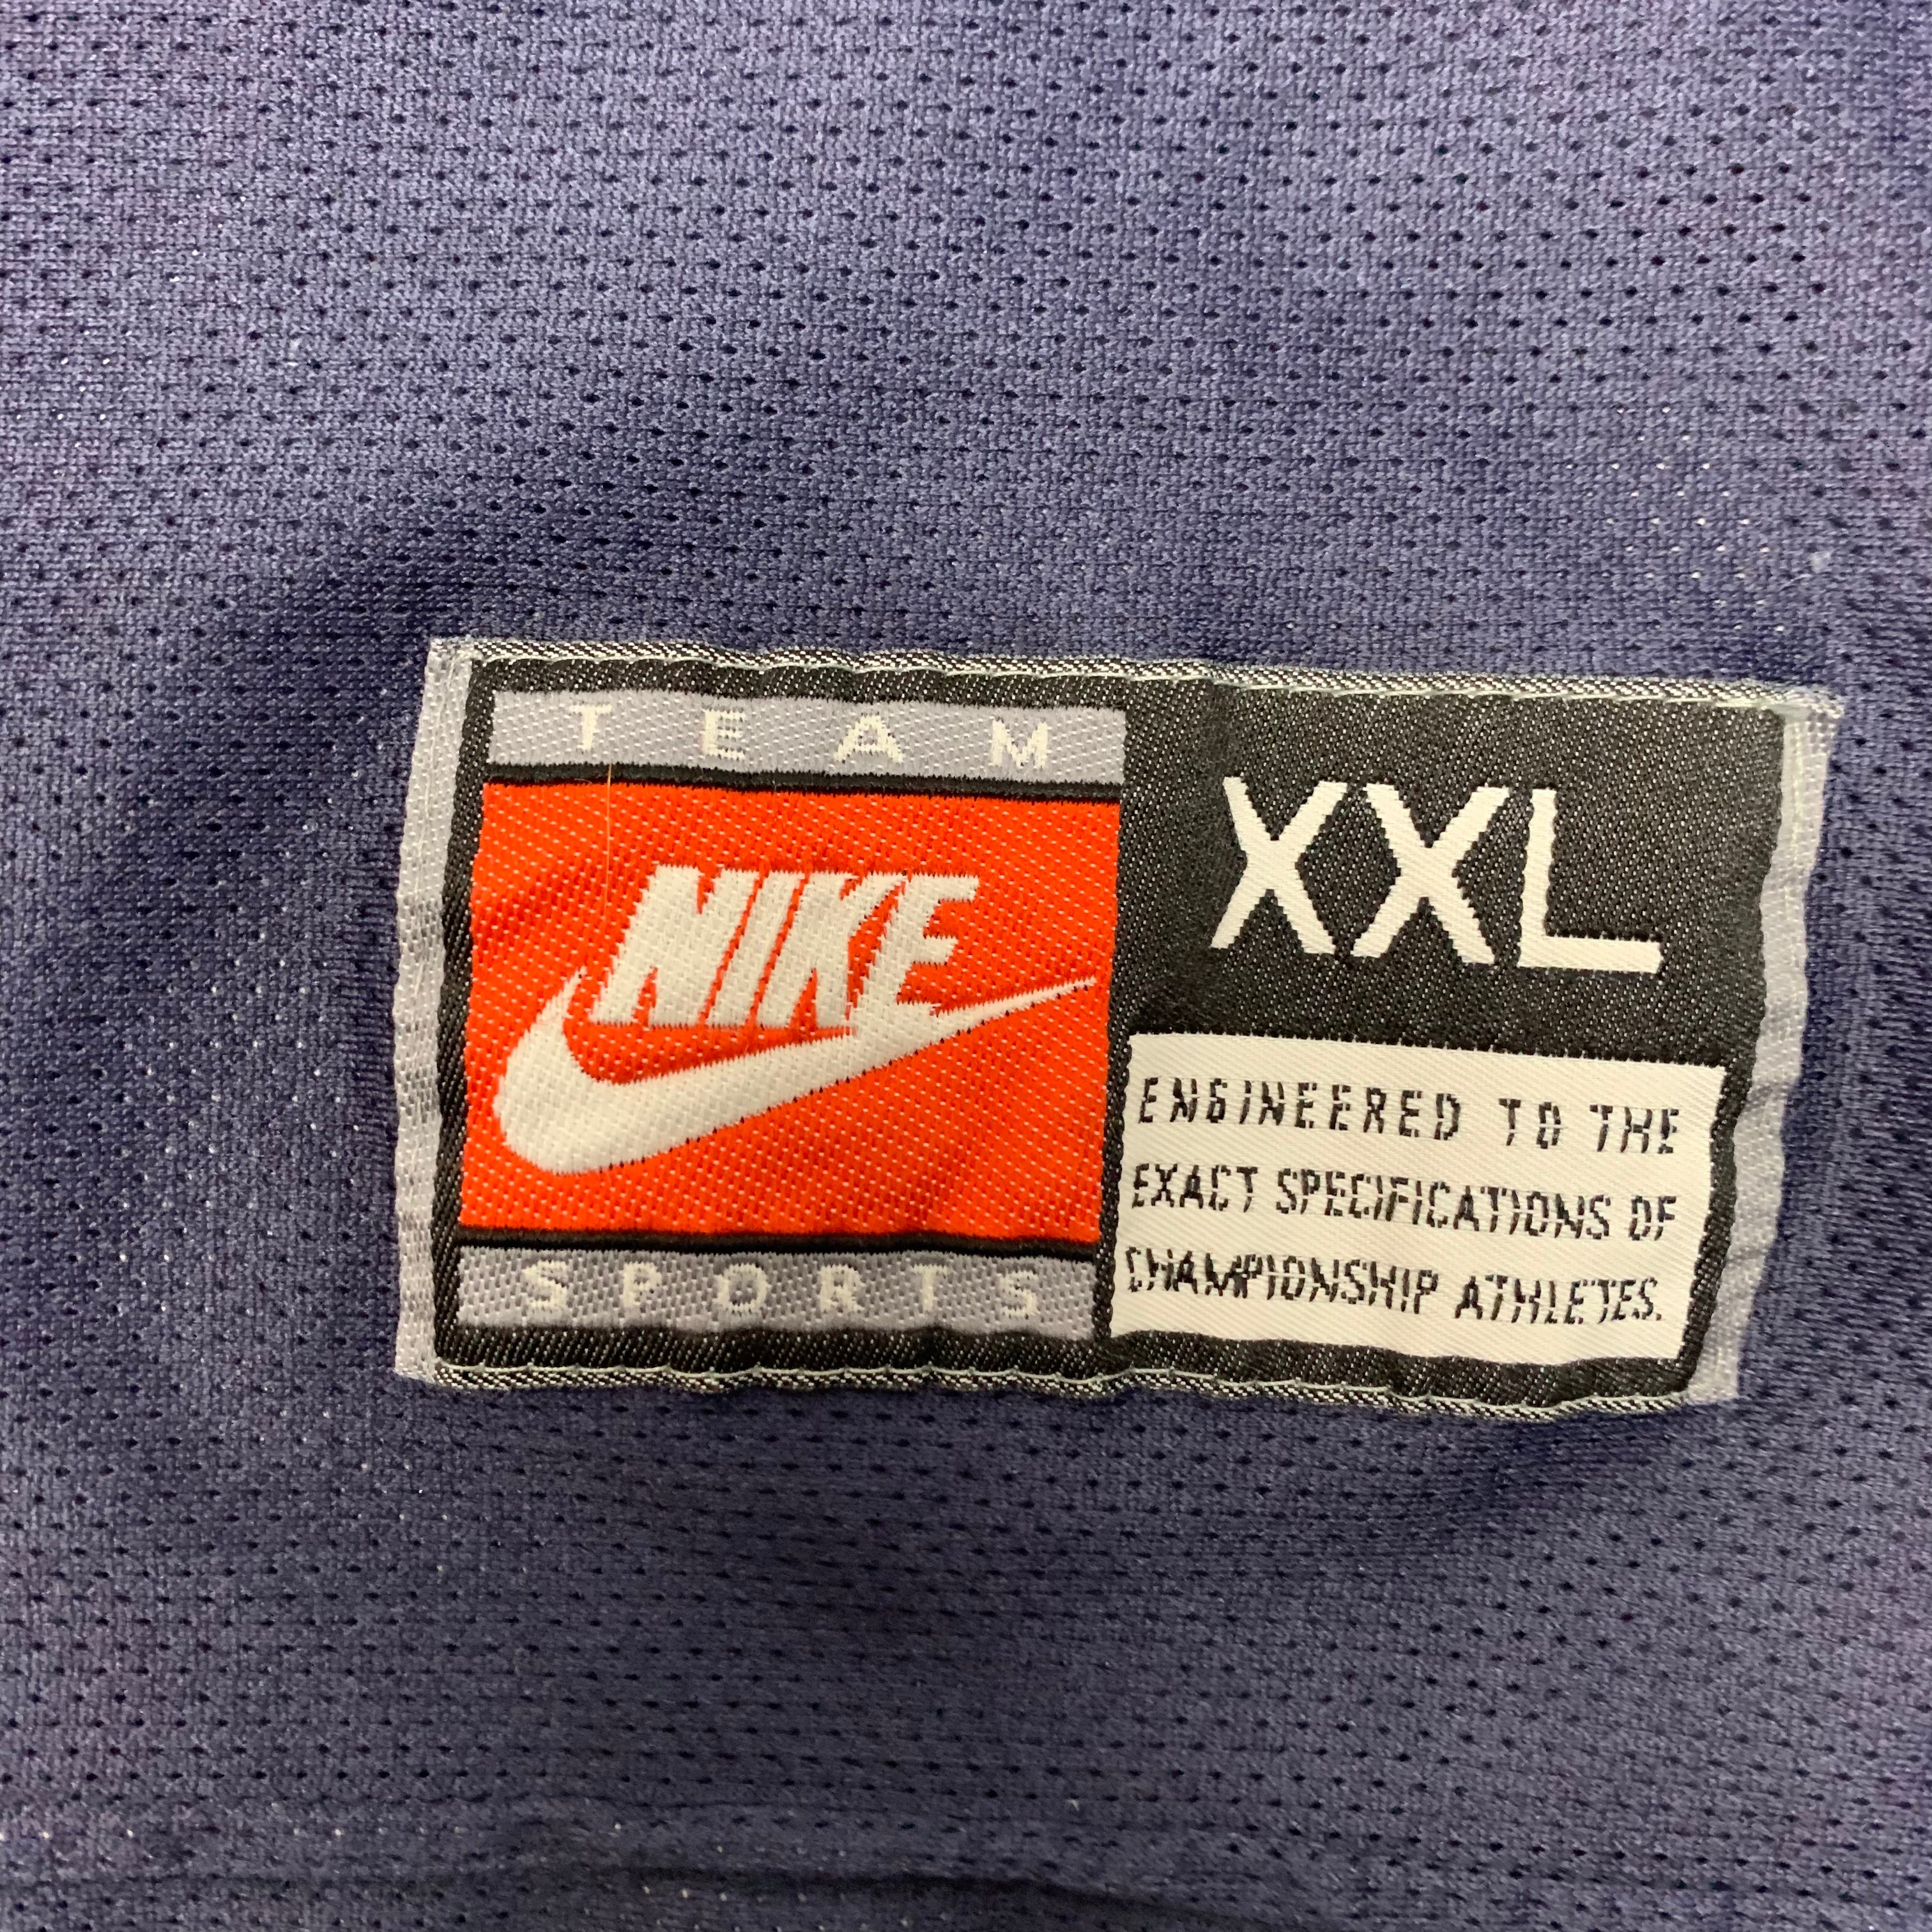 TEAM
NIKE
SPORTS
XXL
ENGINEERED TO THE
EXACT SPECIFICATIONS OF
CHAMPIONSHIP ATHLETES.